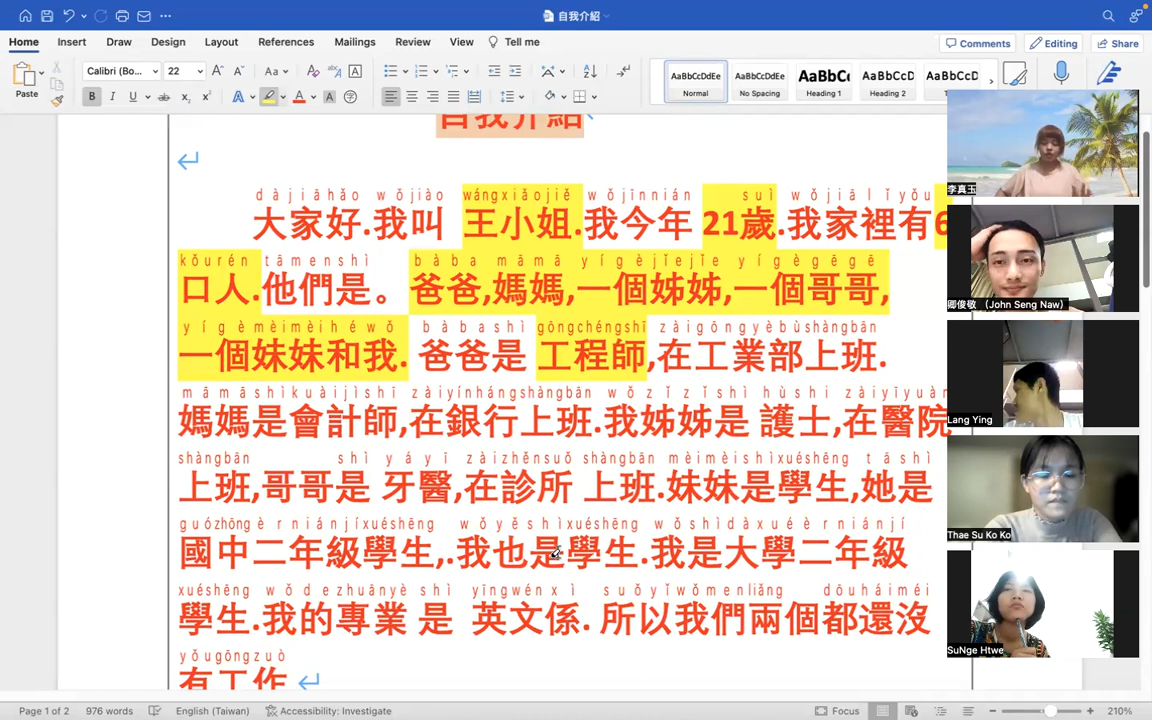 自我介紹
Home Insert Draw Design Layout References Mailings Review View Tell me
Comments Editing Share
Paste
Calibri (Bo... 22
AaBbCcDdEe AaBbCcDdEe AaBbC AaBbCcD AaBbCcD
Normal No Spacing Heading 1 Heading 2
自我介紹
dàjiāhǎo wǒjiào wángxiǎojiě wǒjīnnián suì wǒjiālǐyǒu
大家好.我叫 王小姐.我今年 21歲.我家裡有6
kǒurén tāmenshì bàba māmā yígèjǐejǐe yígègēgē
口人.他們是。爸爸,媽媽,一個姊姊,一個哥哥,
yígèmèimèihéwǒ bàbashì gōngchéngshī zàigōngyèbùshàngbān
一個妹妹和我. 爸爸是 工程師,在工業部上班.
māmāshìkuàijìshī zàiyínhángshàngbān wǒzǐzǐshì hùshi zàiyīyuàn
媽媽是會計師,在銀行上班.我姊姊是 護士,在醫院
shàngbān shì yáyī zàizhěnsuǒ shàngbān mèimèishìxuéshēng tāshì
上班,哥哥是 牙醫,在診所 上班.妹妹是學生,她是
guózhōngèrniánjíxuéshēng wǒyěshìxuéshēng wǒshìdàxuéèrniánjí
國中二年級學生,.我也是學生.我是大學二年級
xuéshēng wǒdezhuānyè shì yīngwénxì suǒyǐwǒmenliǎng dōuháiméi
學生.我的專業 是 英文係. 所以我們兩個都還沒
yǒugōngzuò
有工作
李真玉
卿俊敬 (John Seng Naw)
Lang Ying
Thae Su Ko Ko
SuNge Htwe
Page 1 of 2 976 words English (Taiwan) Accessibility: Investigate Focus 210%